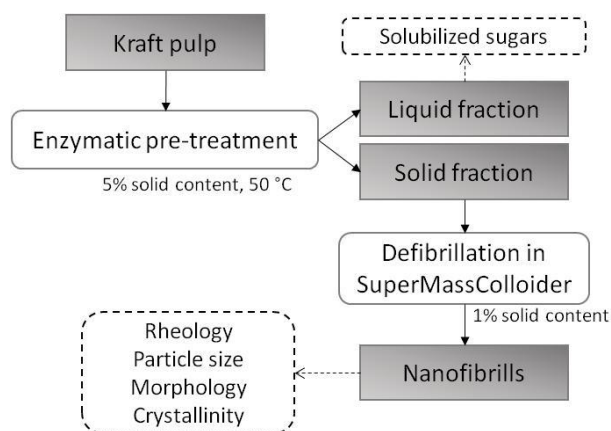 Kraft pulp
Solubilized sugars
Liquid fraction
Enzymatic pre-treatment
5% solid content, 50 °C
Solid fraction
Defibrillation in
SuperMassColloider
1% solid content
Rheology
Particle size
Morphology
Crystallinity
Nanofibrills